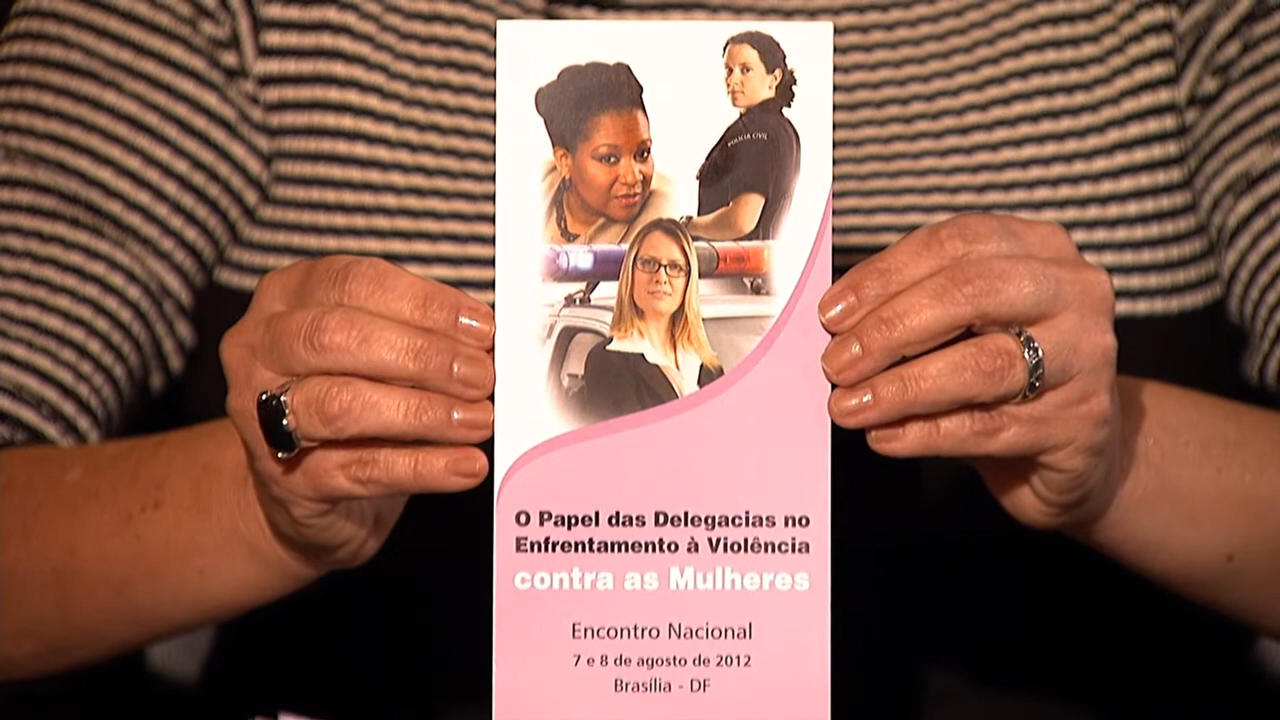 POLÍCIA CIVIL
O Papel das Delegacias no
Enfrentamento à Violência
contra as Mulheres
Encontro Nacional
7 e 8 de agosto de 2012
Brasília - DF